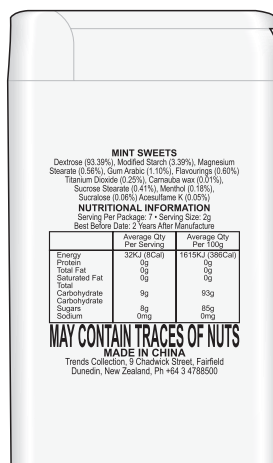 MINT SWEETS
Dextrose (93.39%), Modified Starch (3.39%), Magnesium
Stearate (0.56%), Gum Arabic (1.10%), Flavourings (0.60%)
Titanium Dioxide (0.25%), Carnauba wax (0.01%),
Sucrose Stearate (0.41%), Menthol (0.18%),
Sucralose (0.06%) Acesulfame K (0.05%)
NUTRITIONAL INFORMATION
Serving Per Package: 7 • Serving Size: 2g
Best Before Date: 2 Years After Manufacture
Average Qty Per Serving Average Qty Per 100g
Energy 32KJ (8Cal) 1615KJ (386Cal)
Protein 0g 0g
Total Fat 0g 0g
Saturated Fat 0g 0g
Total
Carbohydrate 9g 93g
Carbohydrate
Sugars 8g 85g
Sodium 0mg 0mg
MAY CONTAIN TRACES OF NUTS
MADE IN CHINA
Trends Collection, 9 Chadwick Street, Fairfield
Dunedin, New Zealand, Ph +64 3 4788500